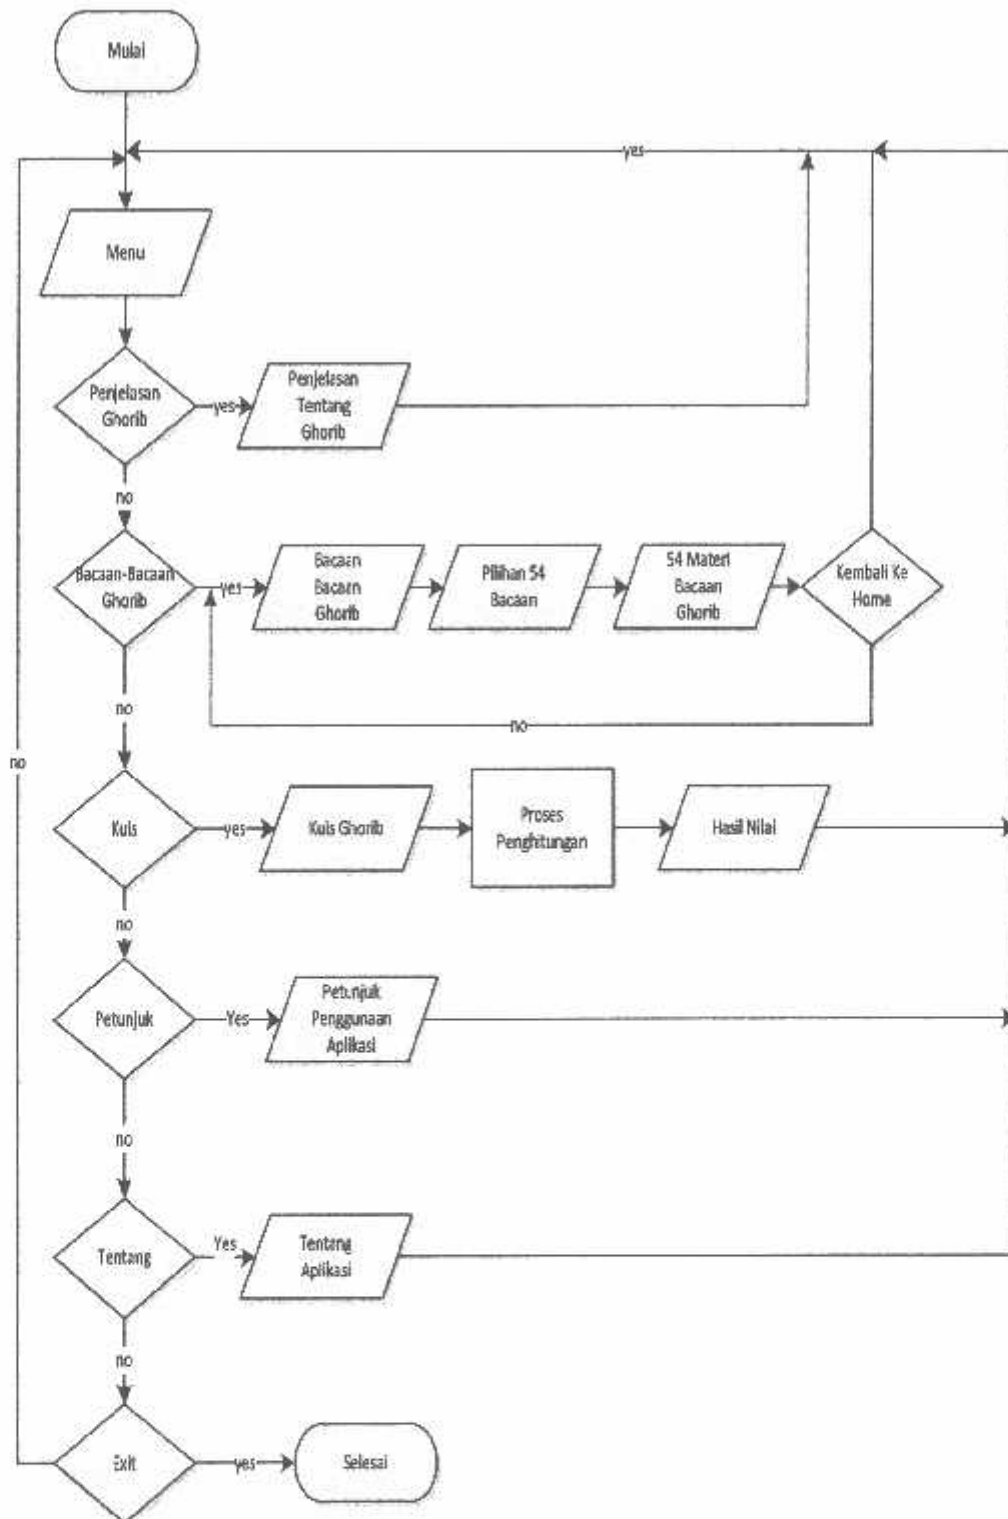 Mulai
yes
Menu
Penjelasan
Ghorib
yes
Penjelasan
Tentang
Ghorib
no
Bacaan-Bacaan
Ghorib
yes
Bacaan
Bacaan
Ghorib
Pilihan 54
Bacaan
54 Materi
Bacaan
Ghorib
Kembali Ke
Home
no
no
no
Kuis
yes
Kuis Ghorib
Proses
Penghitungan
Hasil Nilai
no
Petunjuk
Yes
Petunjuk
Penggunaan
Aplikasi
no
Tentang
Yes
Tentang
Aplikasi
no
Exit
yes
Selesai